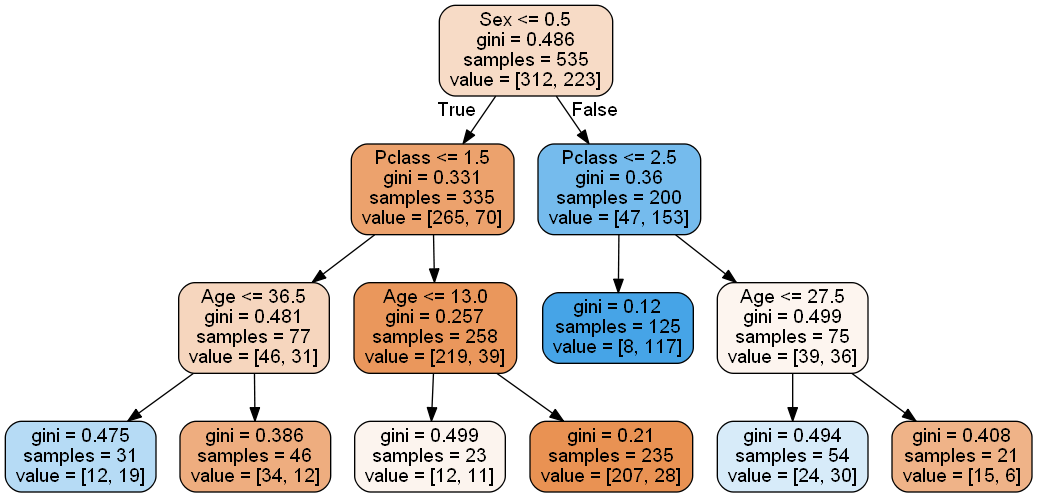 Sex <= 0.5
gini = 0.486
samples = 535
value = [312, 223]
True
False
Pclass <= 1.5
gini = 0.331
samples = 335
value = [265, 70]
Pclass <= 2.5
gini = 0.36
samples = 200
value = [47, 153]
Age <= 36.5
gini = 0.481
samples = 77
value = [46, 31]
Age <= 13.0
gini = 0.257
samples = 258
value = [219, 39]
gini = 0.12
samples = 125
value = [8, 117]
Age <= 27.5
gini = 0.499
samples = 75
value = [39, 36]
gini = 0.475
samples = 31
value = [12, 19]
gini = 0.386
samples = 46
value = [34, 12]
gini = 0.499
samples = 23
value = [12, 11]
gini = 0.21
samples = 235
value = [207, 28]
gini = 0.494
samples = 54
value = [24, 30]
gini = 0.408
samples = 21
value = [15, 6]